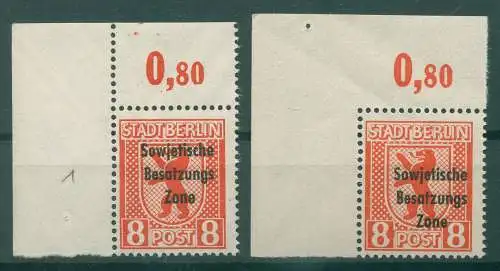 0,80
STADT BERLIN
Sowjetische
Besatzungs
Zone
8 POST 8
1
0,80
STADT BERLIN
Sowjetische
Besatzungs
Zone
8 POST 8